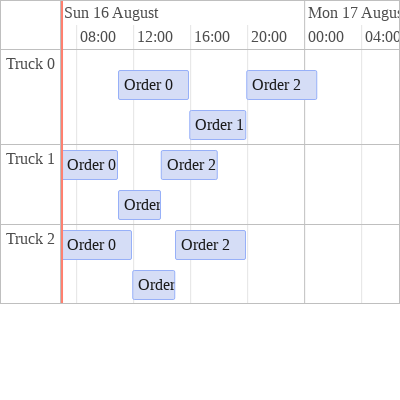 Sun 16 August
Mon 17 Augus
08:00 12:00 16:00 20:00 00:00 04:00
Truck 0
Order 0
Order 2
Order 1
Truck 1
Order 0
Order 2
Order
Truck 2
Order 0
Order 2
Order